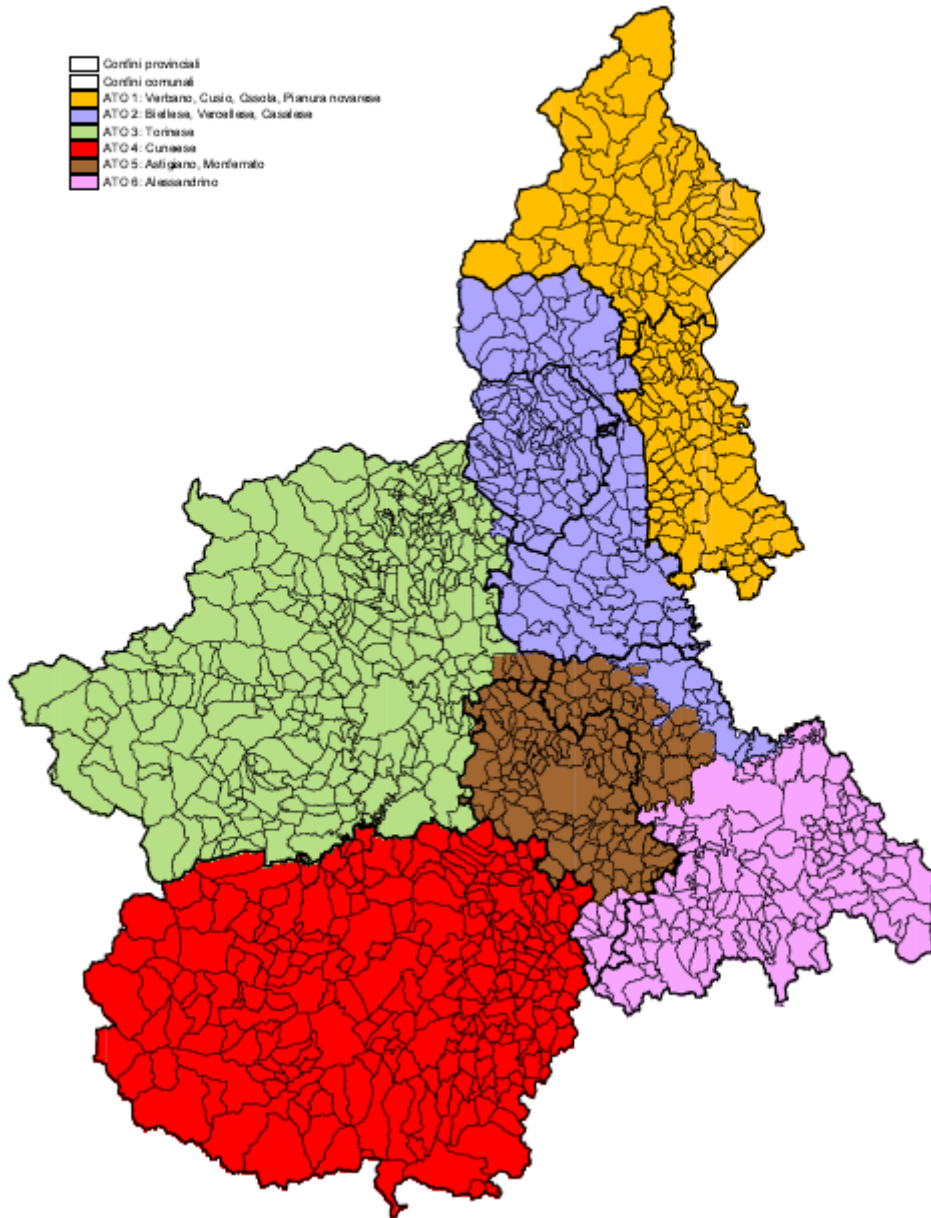 Confini provinciali
Confini comunali
ATO 1: Verbano, Cusio, Ossola, Pianura novarese
ATO 2: Biellese, Vercellese, Casalese
ATO 3: Torinese
ATO 4: Cuneese
ATO 5: Astigiano, Monferrato
ATO 6: Alessandrino